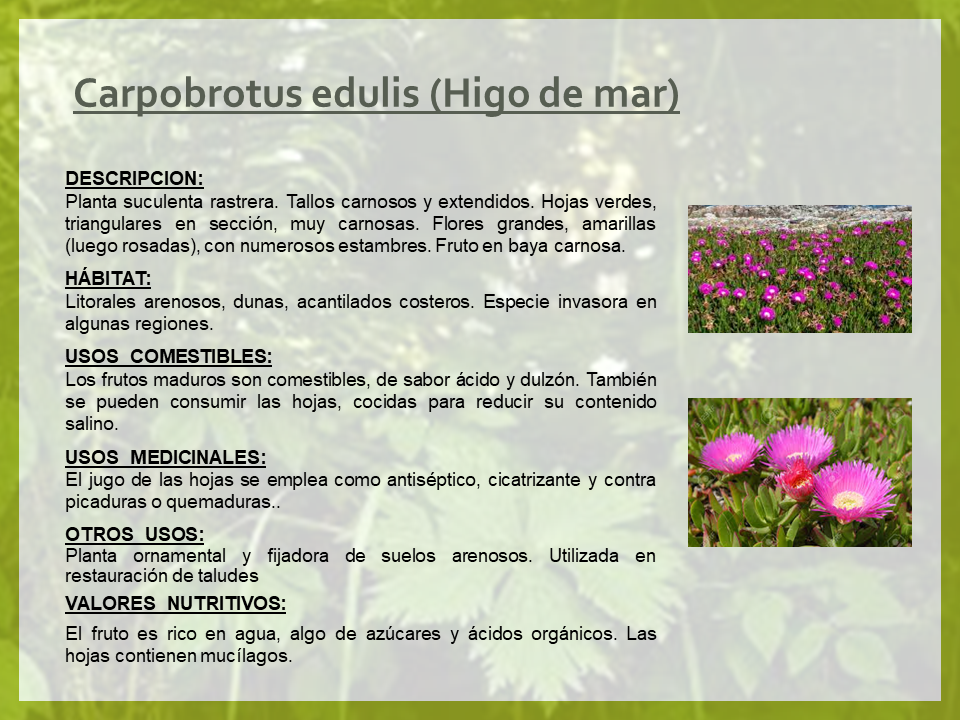 Carpobrotus edulis (Higo de mar)
DESCRIPCION:
Planta suculenta rastrera. Tallos carnosos y extendidos. Hojas verdes,
triangulares en sección, muy carnosas. Flores grandes, amarillas
(luego rosadas), con numerosos estambres. Fruto en baya carnosa.
HÁBITAT:
Litorales arenosos, dunas, acantilados costeros. Especie invasora en
algunas regiones.
USOS COMESTIBLES:
Los frutos maduros son comestibles, de sabor ácido y dulzón. También
se pueden consumir las hojas, cocidas para reducir su contenido
salino.
USOS MEDICINALES:
El jugo de las hojas se emplea como antiséptico, cicatrizante y contra
picaduras o quemaduras..
OTROS USOS:
Planta ornamental y fijadora de suelos arenosos. Utilizada en
restauración de taludes
VALORES NUTRITIVOS:
El fruto es rico en agua, algo de azúcares y ácidos orgánicos. Las
hojas contienen mucílagos.